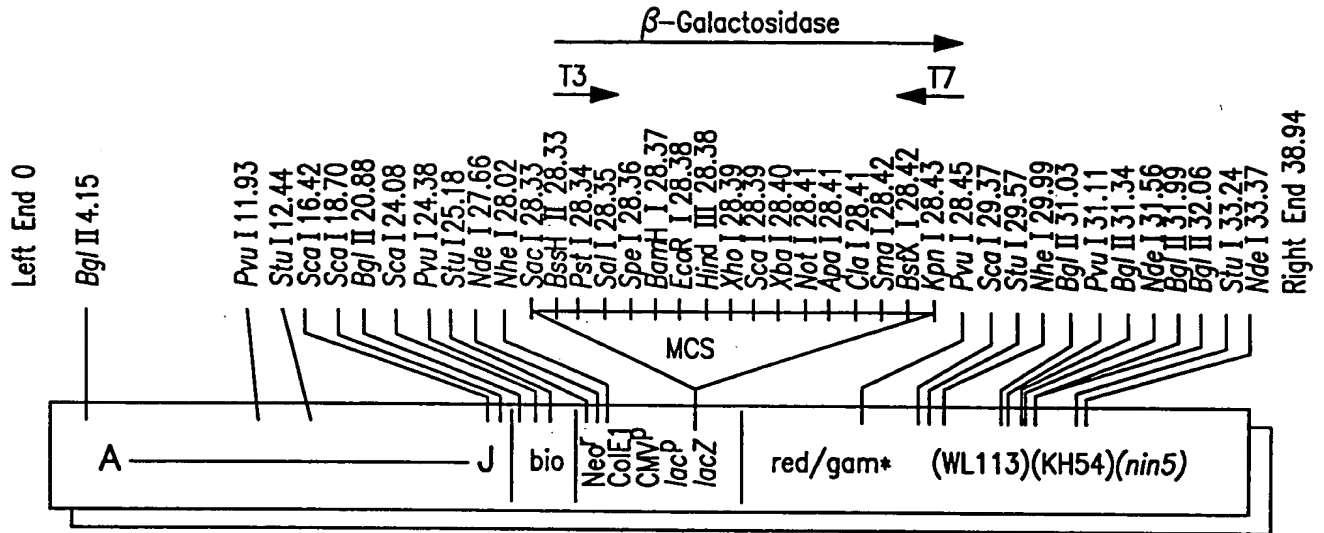 β-Galactosidase
T3
T7
Left End 0
Bgl II 4.15
Pvu I 11.93
Stu I 12.44
Sca I 16.42
Sca I 18.70
Bgl II 20.88
Sca I 24.08
Pvu I 24.38
Stu I 25.18
Nde I 27.66
Nhe I 28.02
Sac I 28.33
BssH II 28.33
Pst I 28.34
Sal I 28.35
Spe I 28.36
BamH I 28.37
EcoR I 28.38
Hind III 28.38
Xho I 28.39
Sca I 28.39
Xba I 28.40
Not I 28.41
Apa I 28.41
Cla I 28.41
Sma I 28.42
BstX I 28.42
Kpn I 28.43
Pvu I 28.45
Sca I 29.37
Stu I 29.57
Nhe I 29.99
Bgl II 31.03
Pvu I 31.11
Bgl II 31.34
Nde I 31.56
Bgl II 31.99
Bgl II 32.06
Stu I 33.24
Nde I 33.37
Right End 38.94
MCS
A
J
bio
Neoʳ
ColE1
CMVᵖ
lacᵖ
lacZ
red/gam*
(WL113)(KH54)(nin5)